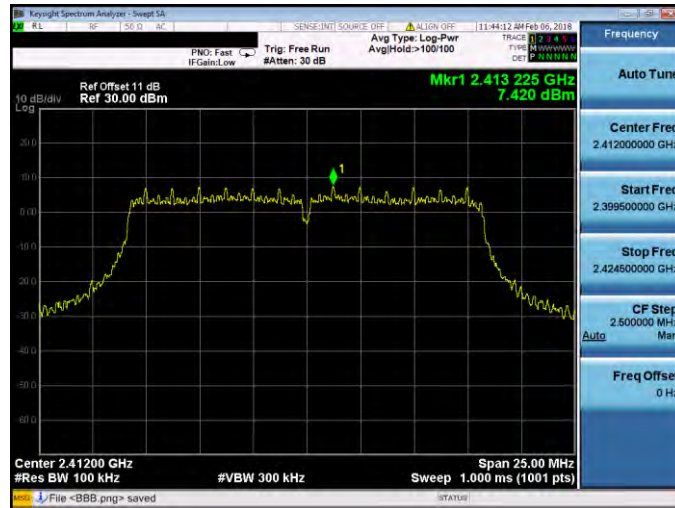 Keysight Spectrum Analyzer - Swept SA
RL RF 50 Ω AC SENSE:INT SOURCE OFF ALIGN OFF 11:44:12 AM Feb 06, 2018
PNO: Fast
IFGain:Low
Trig: Free Run
#Atten: 30 dB
Avg Type: Log-Pwr
Avg|Hold:>100/100
TRACE 1 2 3 4 5 6
TYPE M WWWWW
DET P N N N N N
Ref Offset 11 dB
Ref 30.00 dBm
10 dB/div
Log
Mkr1 2.413 225 GHz
7.420 dBm
20.0
10.0
0.00
-10.0
-20.0
-30.0
-40.0
-50.0
-60.0
1
Center 2.41200 GHz
#Res BW 100 kHz
#VBW 300 kHz
Span 25.00 MHz
Sweep 1.000 ms (1001 pts)
MSG File <BBB.png> saved
STATUS
Frequency
Auto Tune
Center Freq
2.412000000 GHz
Start Freq
2.399500000 GHz
Stop Freq
2.424500000 GHz
CF Step
2.500000 MHz
Auto Man
Freq Offset
0 Hz